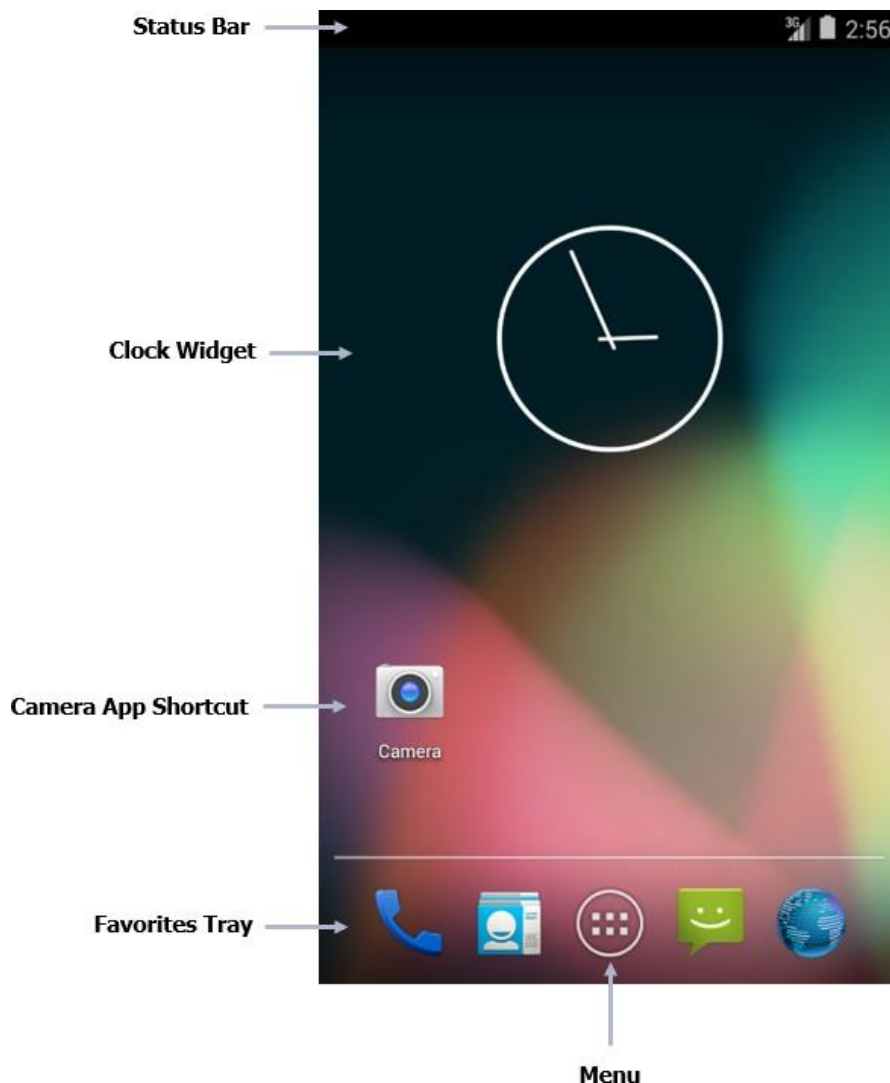 Status Bar
3G 2:56
Clock Widget
Camera App Shortcut
Camera
Favorites Tray
Menu